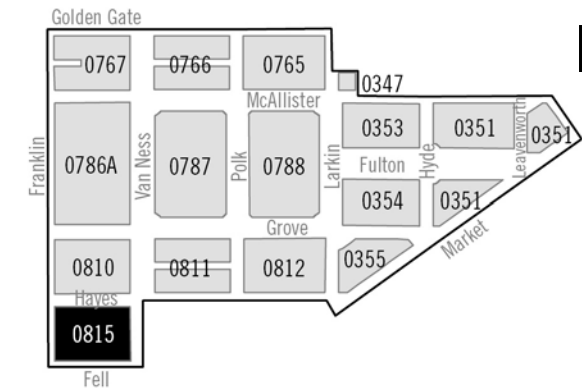 Golden Gate
0767
0766
0765
0347
McAllister
0353
0351
Leavenworth
0351
Franklin
0786A
Van Ness
0787
Polk
0788
Larkin
Fulton
Hyde
0354
0351
Market
Grove
0810
0811
0812
0355
Hayes
0815
Fell